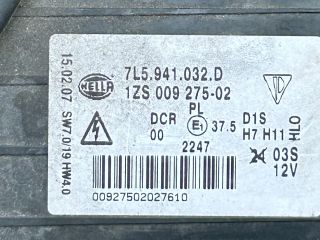 15.02.07 SW7.0/19 HW4.0
HELLA
7L5.941.032.D
1ZS 009 275-02
PL
DCR E1 37.5 D1S
00 H7 H11 HL0
2247
03S
12V
00927502027610